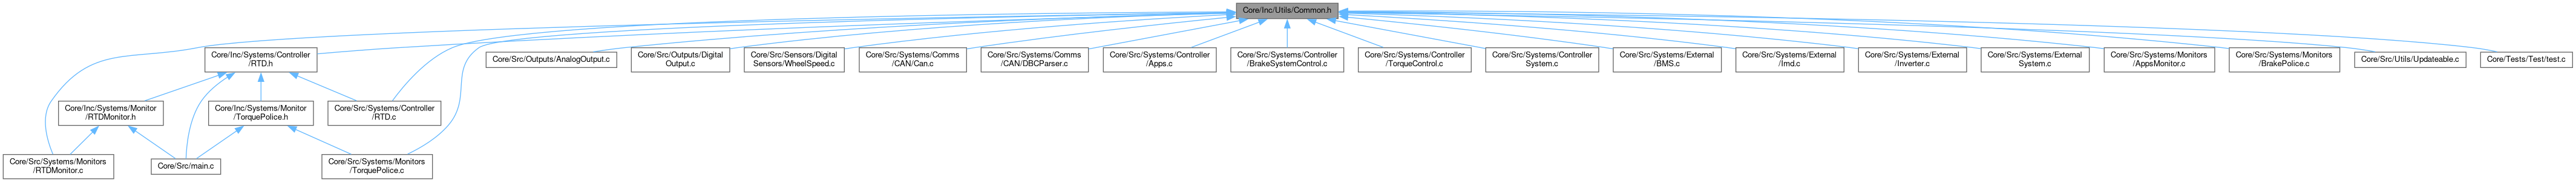 Core/Inc/Utils/Common.h
Core/Inc/Systems/Controller
/RTD.h
Core/Src/Outputs/AnalogOutput.c
Core/Src/Outputs/Digital
Output.c
Core/Src/Sensors/Digital
Sensors/WheelSpeed.c
Core/Src/Systems/Comms
/CAN/Can.c
Core/Src/Systems/Comms
CAN/DBCParser.c
Core/Src/Systems/Controller
/Apps.c
Core/Src/Systems/Controller
/BrakeSystemControl.c
Core/Src/Systems/Controller
/TorqueControl.c
Core/Src/Systems/Controller
System.c
Core/Src/Systems/External
/BMS.c
Core/Src/Systems/External
/Imd.c
Core/Src/Systems/External
/Inverter.c
Core/Src/Systems/External
System.c
Core/Src/Systems/Monitors
/AppsMonitor.c
Core/Src/Systems/Monitors
/BrakePolice.c
Core/Src/Utils/Updateable.c
Core/Tests/Test/test.c
Core/Inc/Systems/Monitor
/RTDMonitor.h
Core/Inc/Systems/Monitor
/TorquePolice.h
Core/Src/Systems/Controller
/RTD.c
Core/Src/Systems/Monitors
/RTDMonitor.c
Core/Src/main.c
Core/Src/Systems/Monitors
/TorquePolice.c